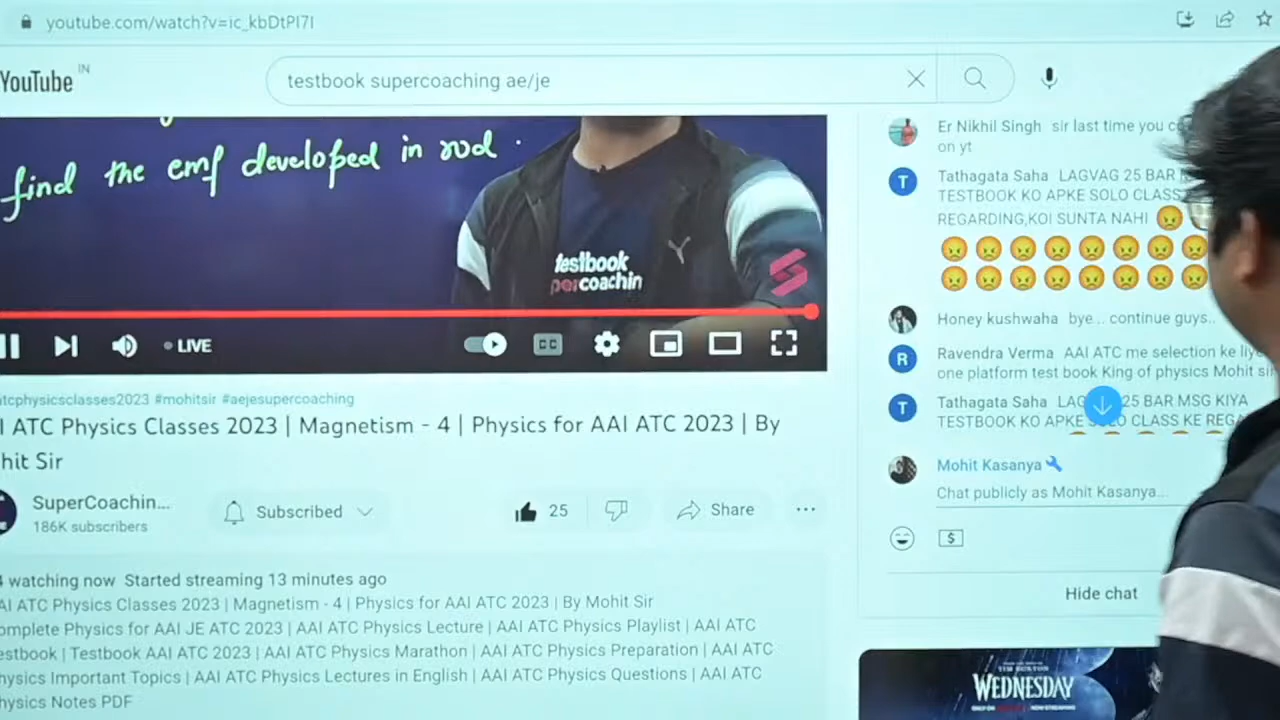 youtube.com/watch?v=ic_kbDtPl7I
YouTube IN
testbook supercoaching ae/je
find the emf developed in rod.
testbook
percoachin
LIVE
CC
atcphysicsclasses2023 #mohitsir #aejesupercoaching
I ATC Physics Classes 2023 | Magnetism - 4 | Physics for AAI ATC 2023 | By
hit Sir
SuperCoachin...
186K subscribers
Subscribed
25
Share
watching now Started streaming 13 minutes ago
AI ATC Physics Classes 2023 | Magnetism - 4 | Physics for AAI ATC 2023 | By Mohit Sir
omplete Physics for AAI JE ATC 2023 | AAI ATC Physics Lecture | AAI ATC Physics Playlist | AAI ATC
estbook | Testbook AAI ATC 2023 | AAI ATC Physics Marathon | AAI ATC Physics Preparation | AAI ATC
hysics Important Topics | AAI ATC Physics Lectures in English | AAI ATC Physics Questions | AAI ATC
hysics Notes PDF
Er Nikhil Singh sir last time you c
on yt
T
Tathagata Saha LAGVAG 25 BAR
TESTBOOK KO APKE SOLO CLASS
REGARDING,KOI SUNTA NAHI
Honey kushwaha bye... continue guys..
R
Ravendra Verma AAI ATC me selection ke liye
one platform test book King of physics Mohit sir
T
Tathagata Saha 25 BAR MSG KIYA
TESTBOOK KO APKE SOLO CLASS KE REGA
Mohit Kasanya
Chat publicly as Mohit Kasanya...
$
Hide chat
TIM BURTON
WEDNESDAY